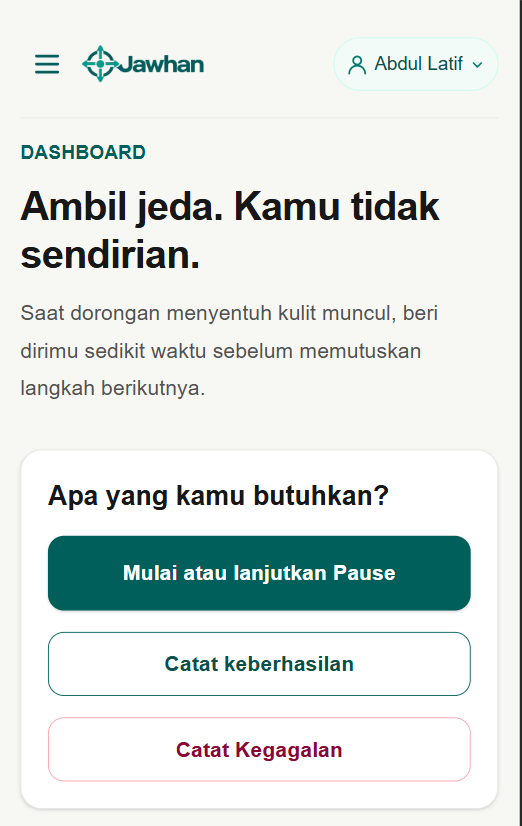 Jawhan
Abdul Latif
DASHBOARD
Ambil jeda. Kamu tidak
sendirian.
Saat dorongan menyentuh kulit muncul, beri
dirimu sedikit waktu sebelum memutuskan
langkah berikutnya.
Apa yang kamu butuhkan?
Mulai atau lanjutkan Pause
Catat keberhasilan
Catat Kegagalan